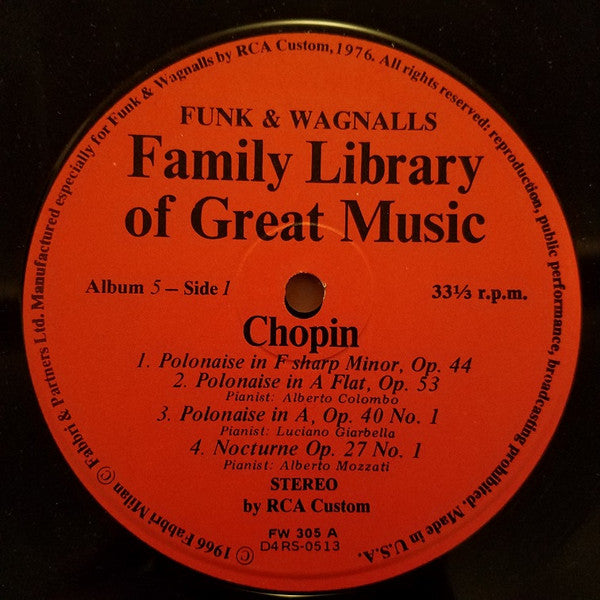 © 1966 Fabbri Milan © Fabbri & Partners Ltd. Manufactured especially for Funk & Wagnalls by RCA Custom, 1976. All rights reserved: reproduction, public performance, broadcasting prohibited. Made in U.S.A.
FUNK & WAGNALLS
Family Library
of Great Music
Album 5 – Side 1
33⅓ r.p.m.
Chopin
1. Polonaise in F sharp Minor, Op. 44
2. Polonaise in A Flat, Op. 53
Pianist: Alberto Colombo
3. Polonaise in A, Op. 40 No. 1
Pianist: Luciano Giarbella
4. Nocturne Op. 27 No. 1
Pianist: Alberto Mozzati
STEREO
by RCA Custom
FW 305 A
D4RS-0513